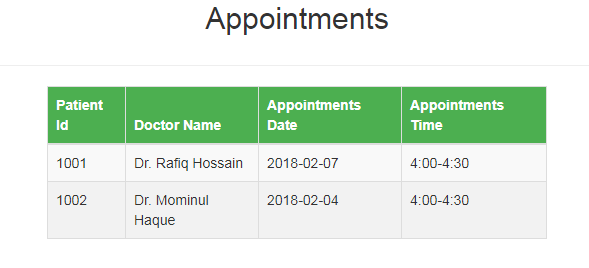 Appointments
Patient Id Doctor Name Appointments Date Appointments Time
1001 Dr. Rafiq Hossain 2018-02-07 4:00-4:30
1002 Dr. Mominul Haque 2018-02-04 4:00-4:30